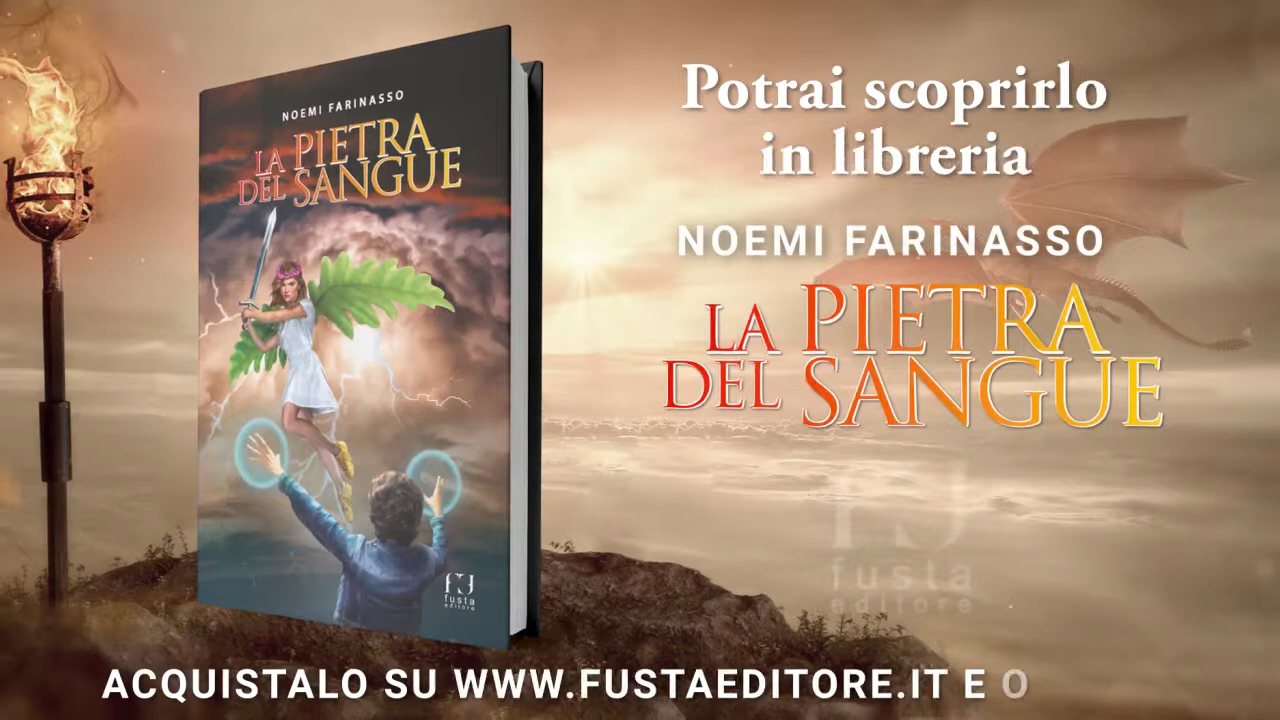 NOEMI FARINASSO
LA PIETRA
DEL SANGUE
fusta
editore
Potrai scoprirlo
in libreria
NOEMI FARINASSO
LA PIETRA
DEL SANGUE
fusta
editore
ACQUISTALO SU WWW.FUSTAEDITORE.IT E O